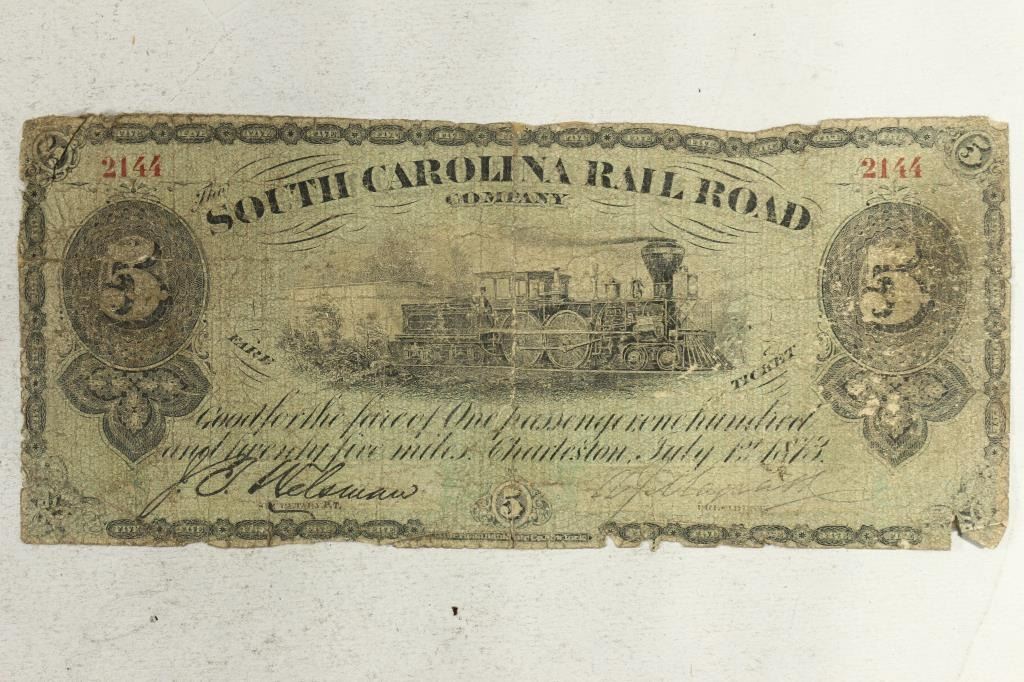 2144 2144
The
SOUTH CAROLINA RAIL ROAD
COMPANY
5 5
FARE TICKET
Good for the fare of One passenger one hundred
and twenty five miles. Charleston, July 1st 1873.
SECRETARY P.T.
5